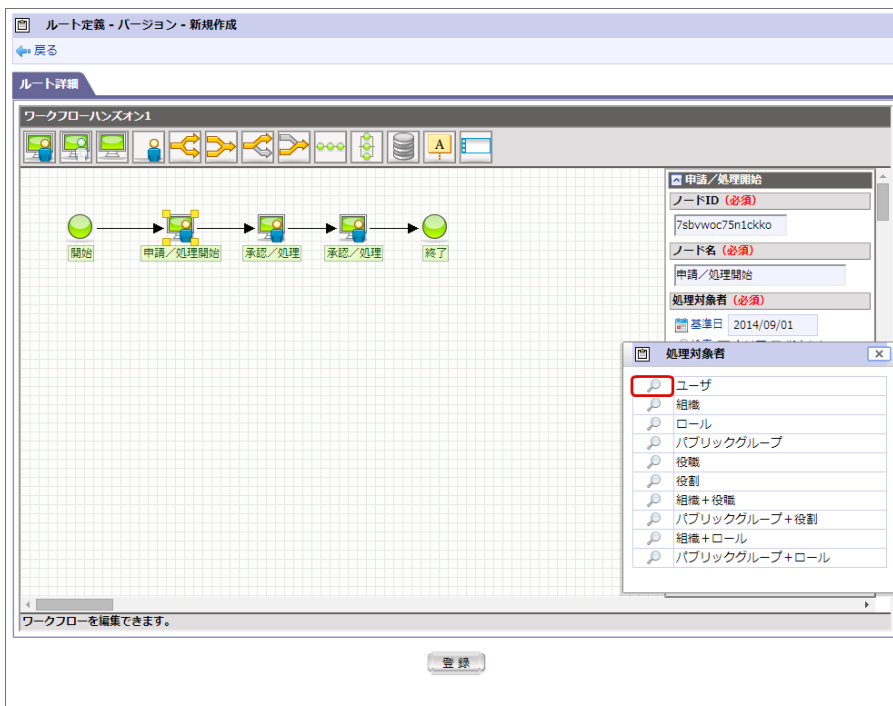 ルート定義 - バージョン - 新規作成
戻る
ルート詳細
ワークフローハンズオン1
A
開始
申請／処理開始
承認／処理
承認／処理
終了
申請／処理開始
ノードID（必須）
7sbvwoc75n1ckko
ノード名（必須）
申請／処理開始
処理対象者（必須）
基準日 2014/09/01
処理対象者
ユーザ
組織
ロール
パブリックグループ
役職
役割
組織＋役職
パブリックグループ＋役割
組織＋ロール
パブリックグループ＋ロール
ワークフローを編集できます。
登録